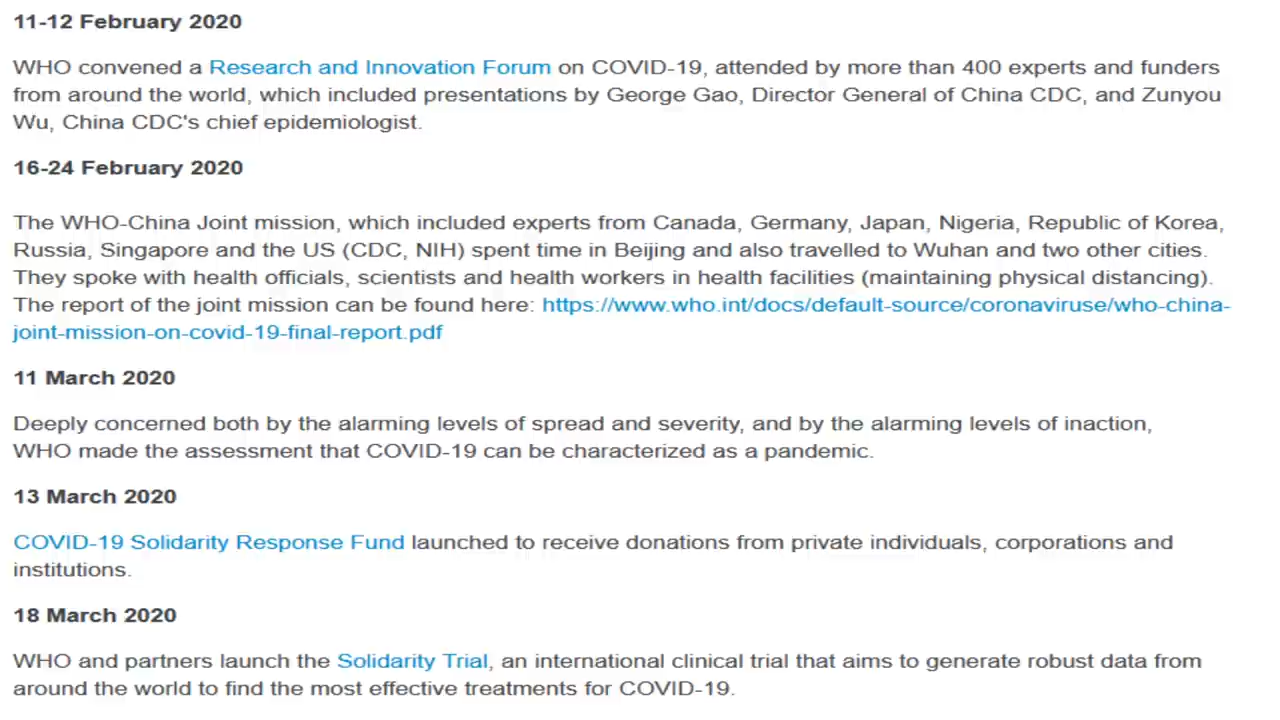 11-12 February 2020
WHO convened a Research and Innovation Forum on COVID-19, attended by more than 400 experts and funders
from around the world, which included presentations by George Gao, Director General of China CDC, and Zunyou
Wu, China CDC's chief epidemiologist.
16-24 February 2020
The WHO-China Joint mission, which included experts from Canada, Germany, Japan, Nigeria, Republic of Korea,
Russia, Singapore and the US (CDC, NIH) spent time in Beijing and also travelled to Wuhan and two other cities.
They spoke with health officials, scientists and health workers in health facilities (maintaining physical distancing).
The report of the joint mission can be found here: https://www.who.int/docs/default-source/coronaviruse/who-china-
joint-mission-on-covid-19-final-report.pdf
11 March 2020
Deeply concerned both by the alarming levels of spread and severity, and by the alarming levels of inaction,
WHO made the assessment that COVID-19 can be characterized as a pandemic.
13 March 2020
COVID-19 Solidarity Response Fund launched to receive donations from private individuals, corporations and
institutions.
18 March 2020
WHO and partners launch the Solidarity Trial, an international clinical trial that aims to generate robust data from
around the world to find the most effective treatments for COVID-19.